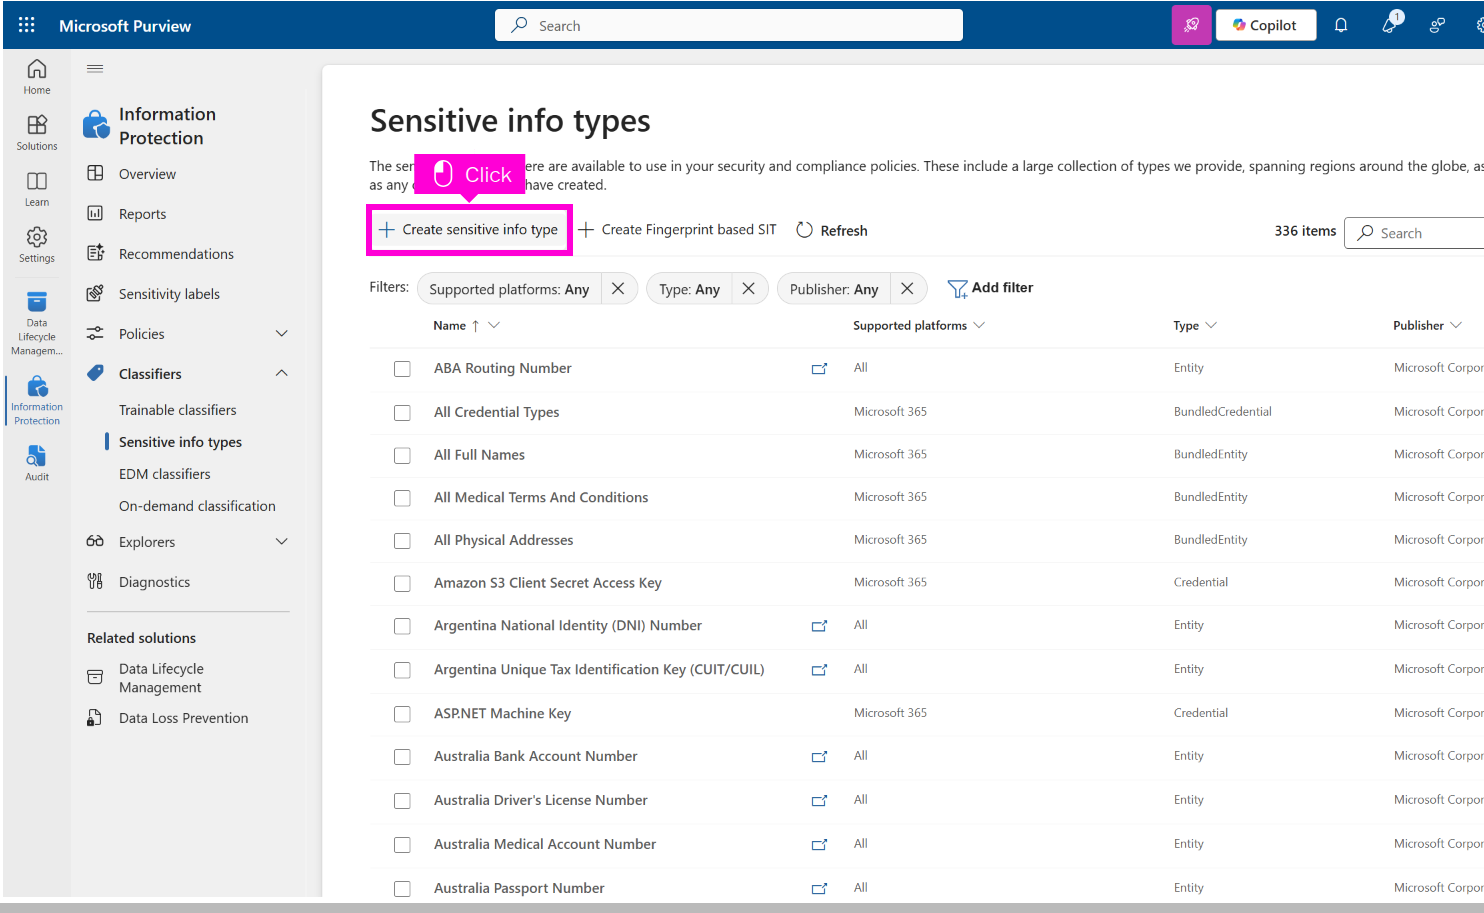 Microsoft Purview
Search
Copilot
1
Home
Solutions
Learn
Settings
Data
Lifecycle
Managem...
Information
Protection
Audit
Information
Protection
Overview
Reports
Recommendations
Sensitivity labels
Policies
Classifiers
Trainable classifiers
Sensitive info types
EDM classifiers
On-demand classification
Explorers
Diagnostics
Related solutions
Data Lifecycle
Management
Data Loss Prevention
Sensitive info types
The ser ere are available to use in your security and compliance policies. These include a large collection of types we provide, spanning regions around the globe, as
as any have created.
Click
Create sensitive info type
Create Fingerprint based SIT
Refresh
336 items
Search
Filters:
Supported platforms: Any
Type: Any
Publisher: Any
Add filter
Name Supported platforms Type Publisher
ABA Routing Number All Entity Microsoft Corpor
All Credential Types Microsoft 365 BundledCredential Microsoft Corpor
All Full Names Microsoft 365 BundledEntity Microsoft Corpor
All Medical Terms And Conditions Microsoft 365 BundledEntity Microsoft Corpor
All Physical Addresses Microsoft 365 BundledEntity Microsoft Corpor
Amazon S3 Client Secret Access Key Microsoft 365 Credential Microsoft Corpor
Argentina National Identity (DNI) Number All Entity Microsoft Corpor
Argentina Unique Tax Identification Key (CUIT/CUIL) All Entity Microsoft Corpor
ASP.NET Machine Key Microsoft 365 Credential Microsoft Corpor
Australia Bank Account Number All Entity Microsoft Corpor
Australia Driver's License Number All Entity Microsoft Corpor
Australia Medical Account Number All Entity Microsoft Corpor
Australia Passport Number All Entity Microsoft Corpor